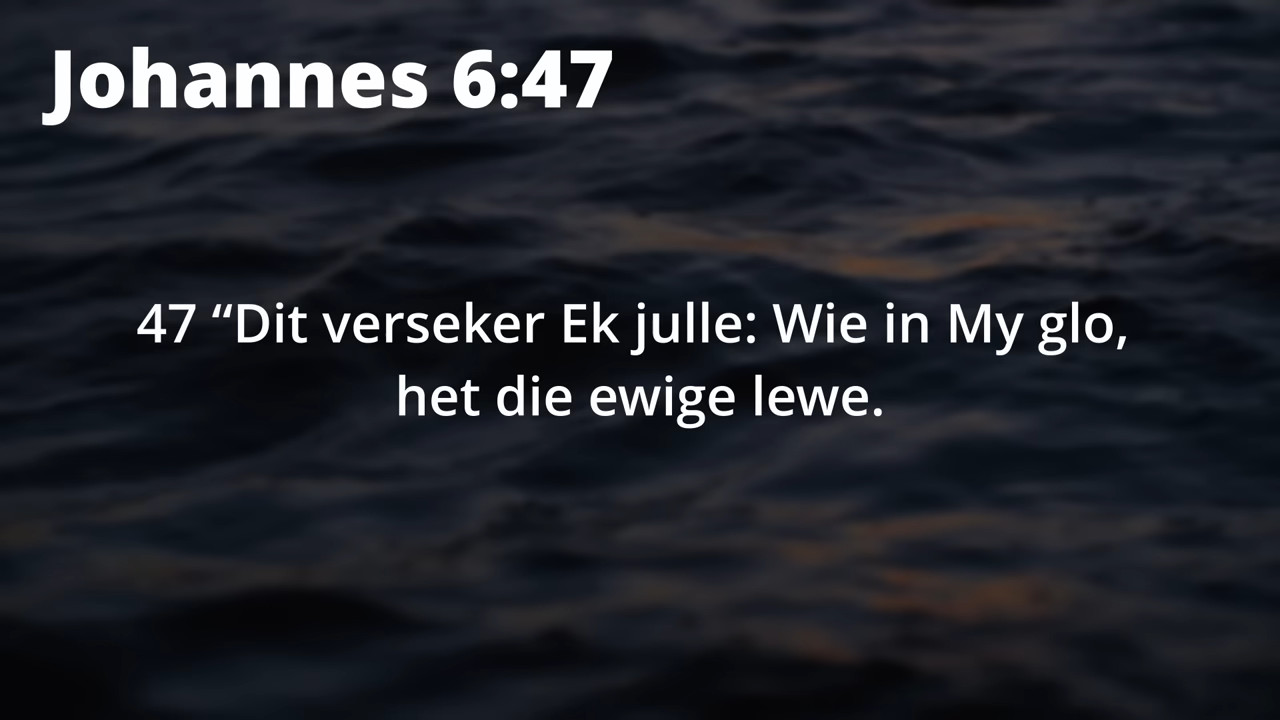 Johannes 6:47
47 “Dit verseker Ek julle: Wie in My glo,
het die ewige lewe.